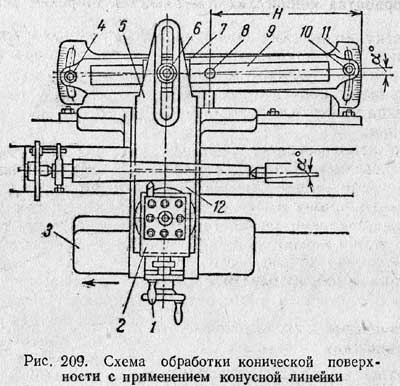 5 6 7 8 9 H 10 11
4
α°
α°
12
3
2
1
Рис. 209. Схема обработки конической поверх-
ности с применением конусной линейки